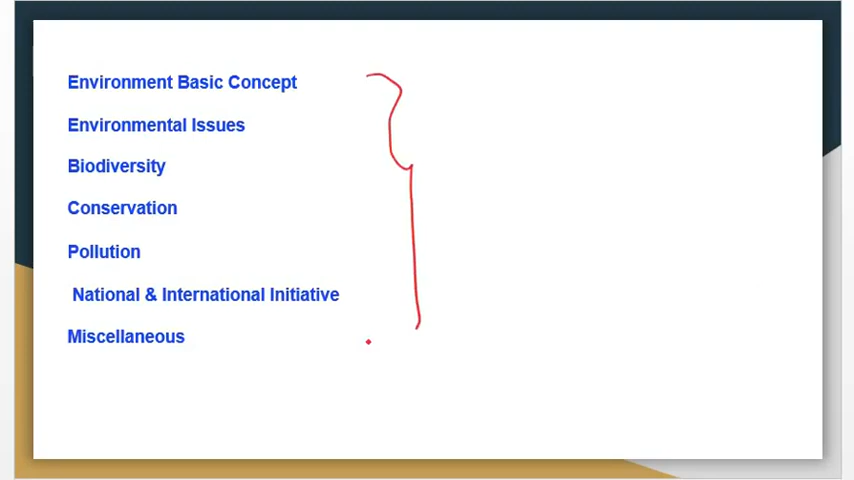 Environment Basic Concept
Environmental Issues
Biodiversity
Conservation
Pollution
National & International Initiative
Miscellaneous